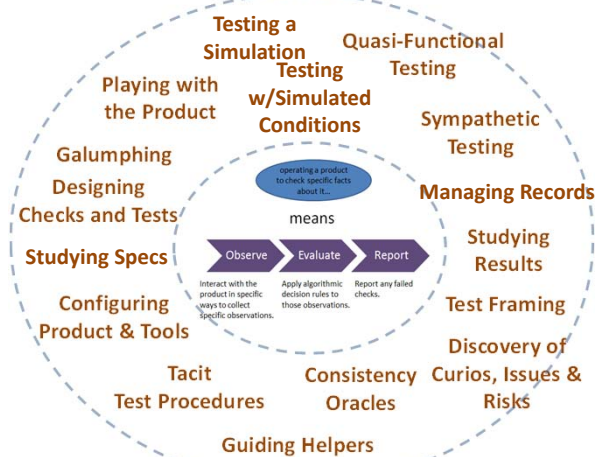 Testing a
Simulation
Quasi-Functional
Testing
Testing
w/Simulated
Conditions
Playing with
the Product
Sympathetic
Testing
Galumphing
Designing
Checks and Tests
operating a product
to check specific facts
about it...
Managing Records
means
Studying Specs
Observe
Evaluate
Report
Studying
Results
Interact with the
product in specific
ways to collect
specific observations.
Apply algorithmic
decision rules to
those observations.
Report any failed
checks.
Configuring
Product & Tools
Test Framing
Discovery of
Curios, Issues &
Risks
Tacit
Test Procedures
Consistency
Oracles
Guiding Helpers